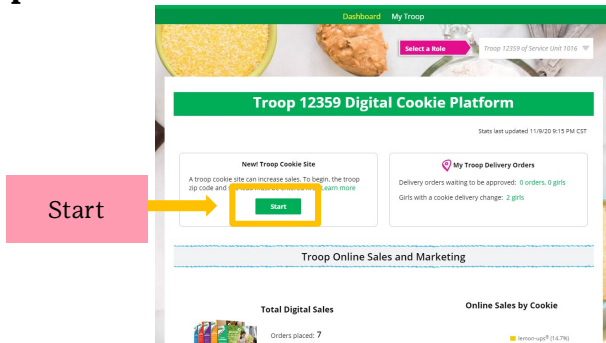 Dashboard My Troop
Select a Role
Troop 12359 of Service Unit 1016
Troop 12359 Digital Cookie Platform
Stats last updated 11/9/20 9:15 PM CST
New! Troop Cookie Site
A troop cookie site can increase sales. To begin, the troop
zip code and Learn more
Start
My Troop Delivery Orders
Delivery orders waiting to be approved: 0 orders, 0 girls
Girls with a cookie delivery change: 2 girls
Start
Troop Online Sales and Marketing
Total Digital Sales
Orders placed: 7
Online Sales by Cookie
lemon-ups® (14.7%)